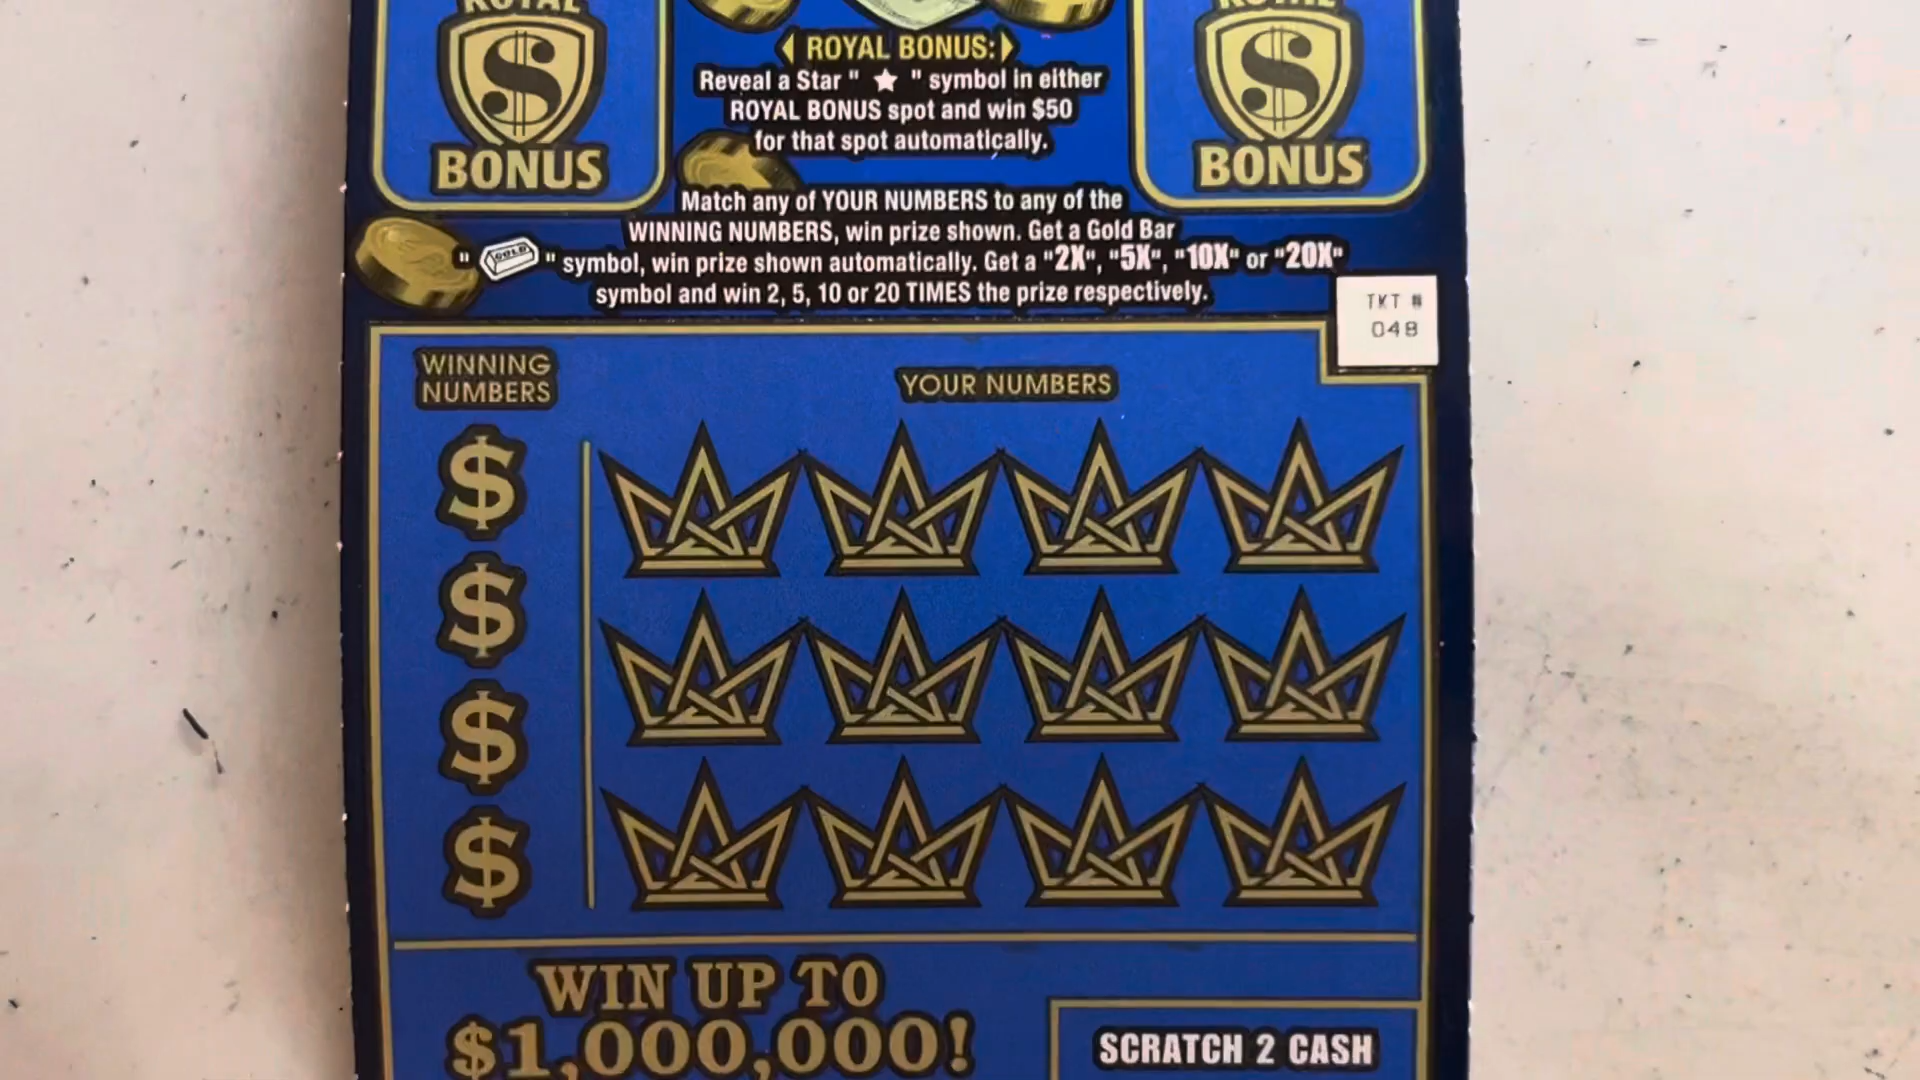 ROYAL
BONUS
ROYAL BONUS:
Reveal a Star " ★ " symbol in either
ROYAL BONUS spot and win $50
for that spot automatically.
ROYAL
BONUS
Match any of YOUR NUMBERS to any of the
WINNING NUMBERS, win prize shown. Get a Gold Bar
" GOLD " symbol, win prize shown automatically. Get a "2X", "5X", "10X" or "20X"
symbol and win 2, 5, 10 or 20 TIMES the prize respectively.
TKT #
048
WINNING
NUMBERS
YOUR NUMBERS
$
$
$
$
WIN UP TO
$1,000,000!
SCRATCH 2 CASH